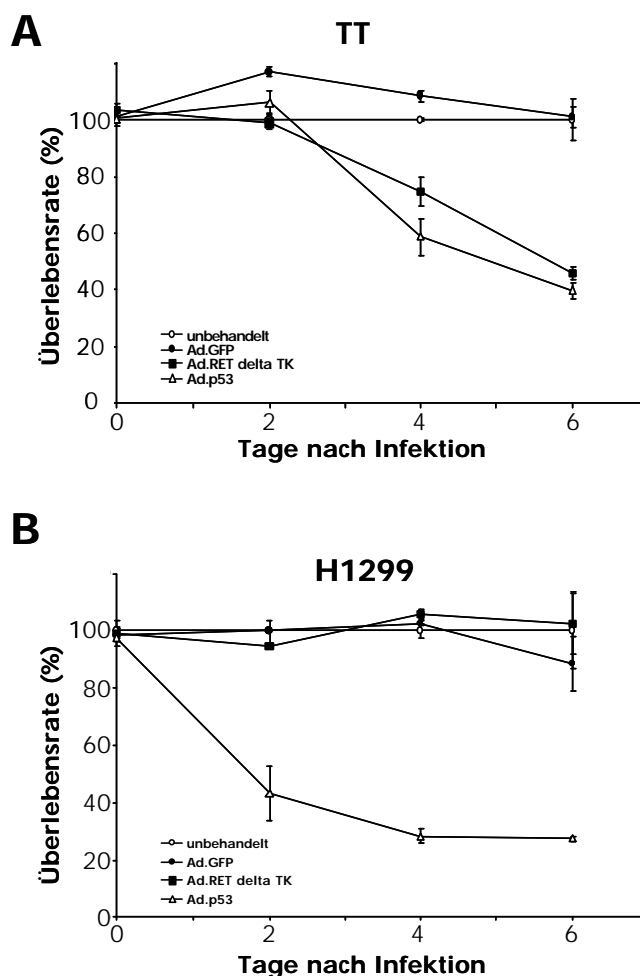 A
TT
Überlebensrate (%)
100
80
60
40
20
0
unbehandelt
Ad.GFP
Ad.RET delta TK
Ad.p53
0 2 4 6
Tage nach Infektion
B
H1299
Überlebensrate (%)
100
80
60
40
20
0
unbehandelt
Ad.GFP
Ad.RET delta TK
Ad.p53
0 2 4 6
Tage nach Infektion